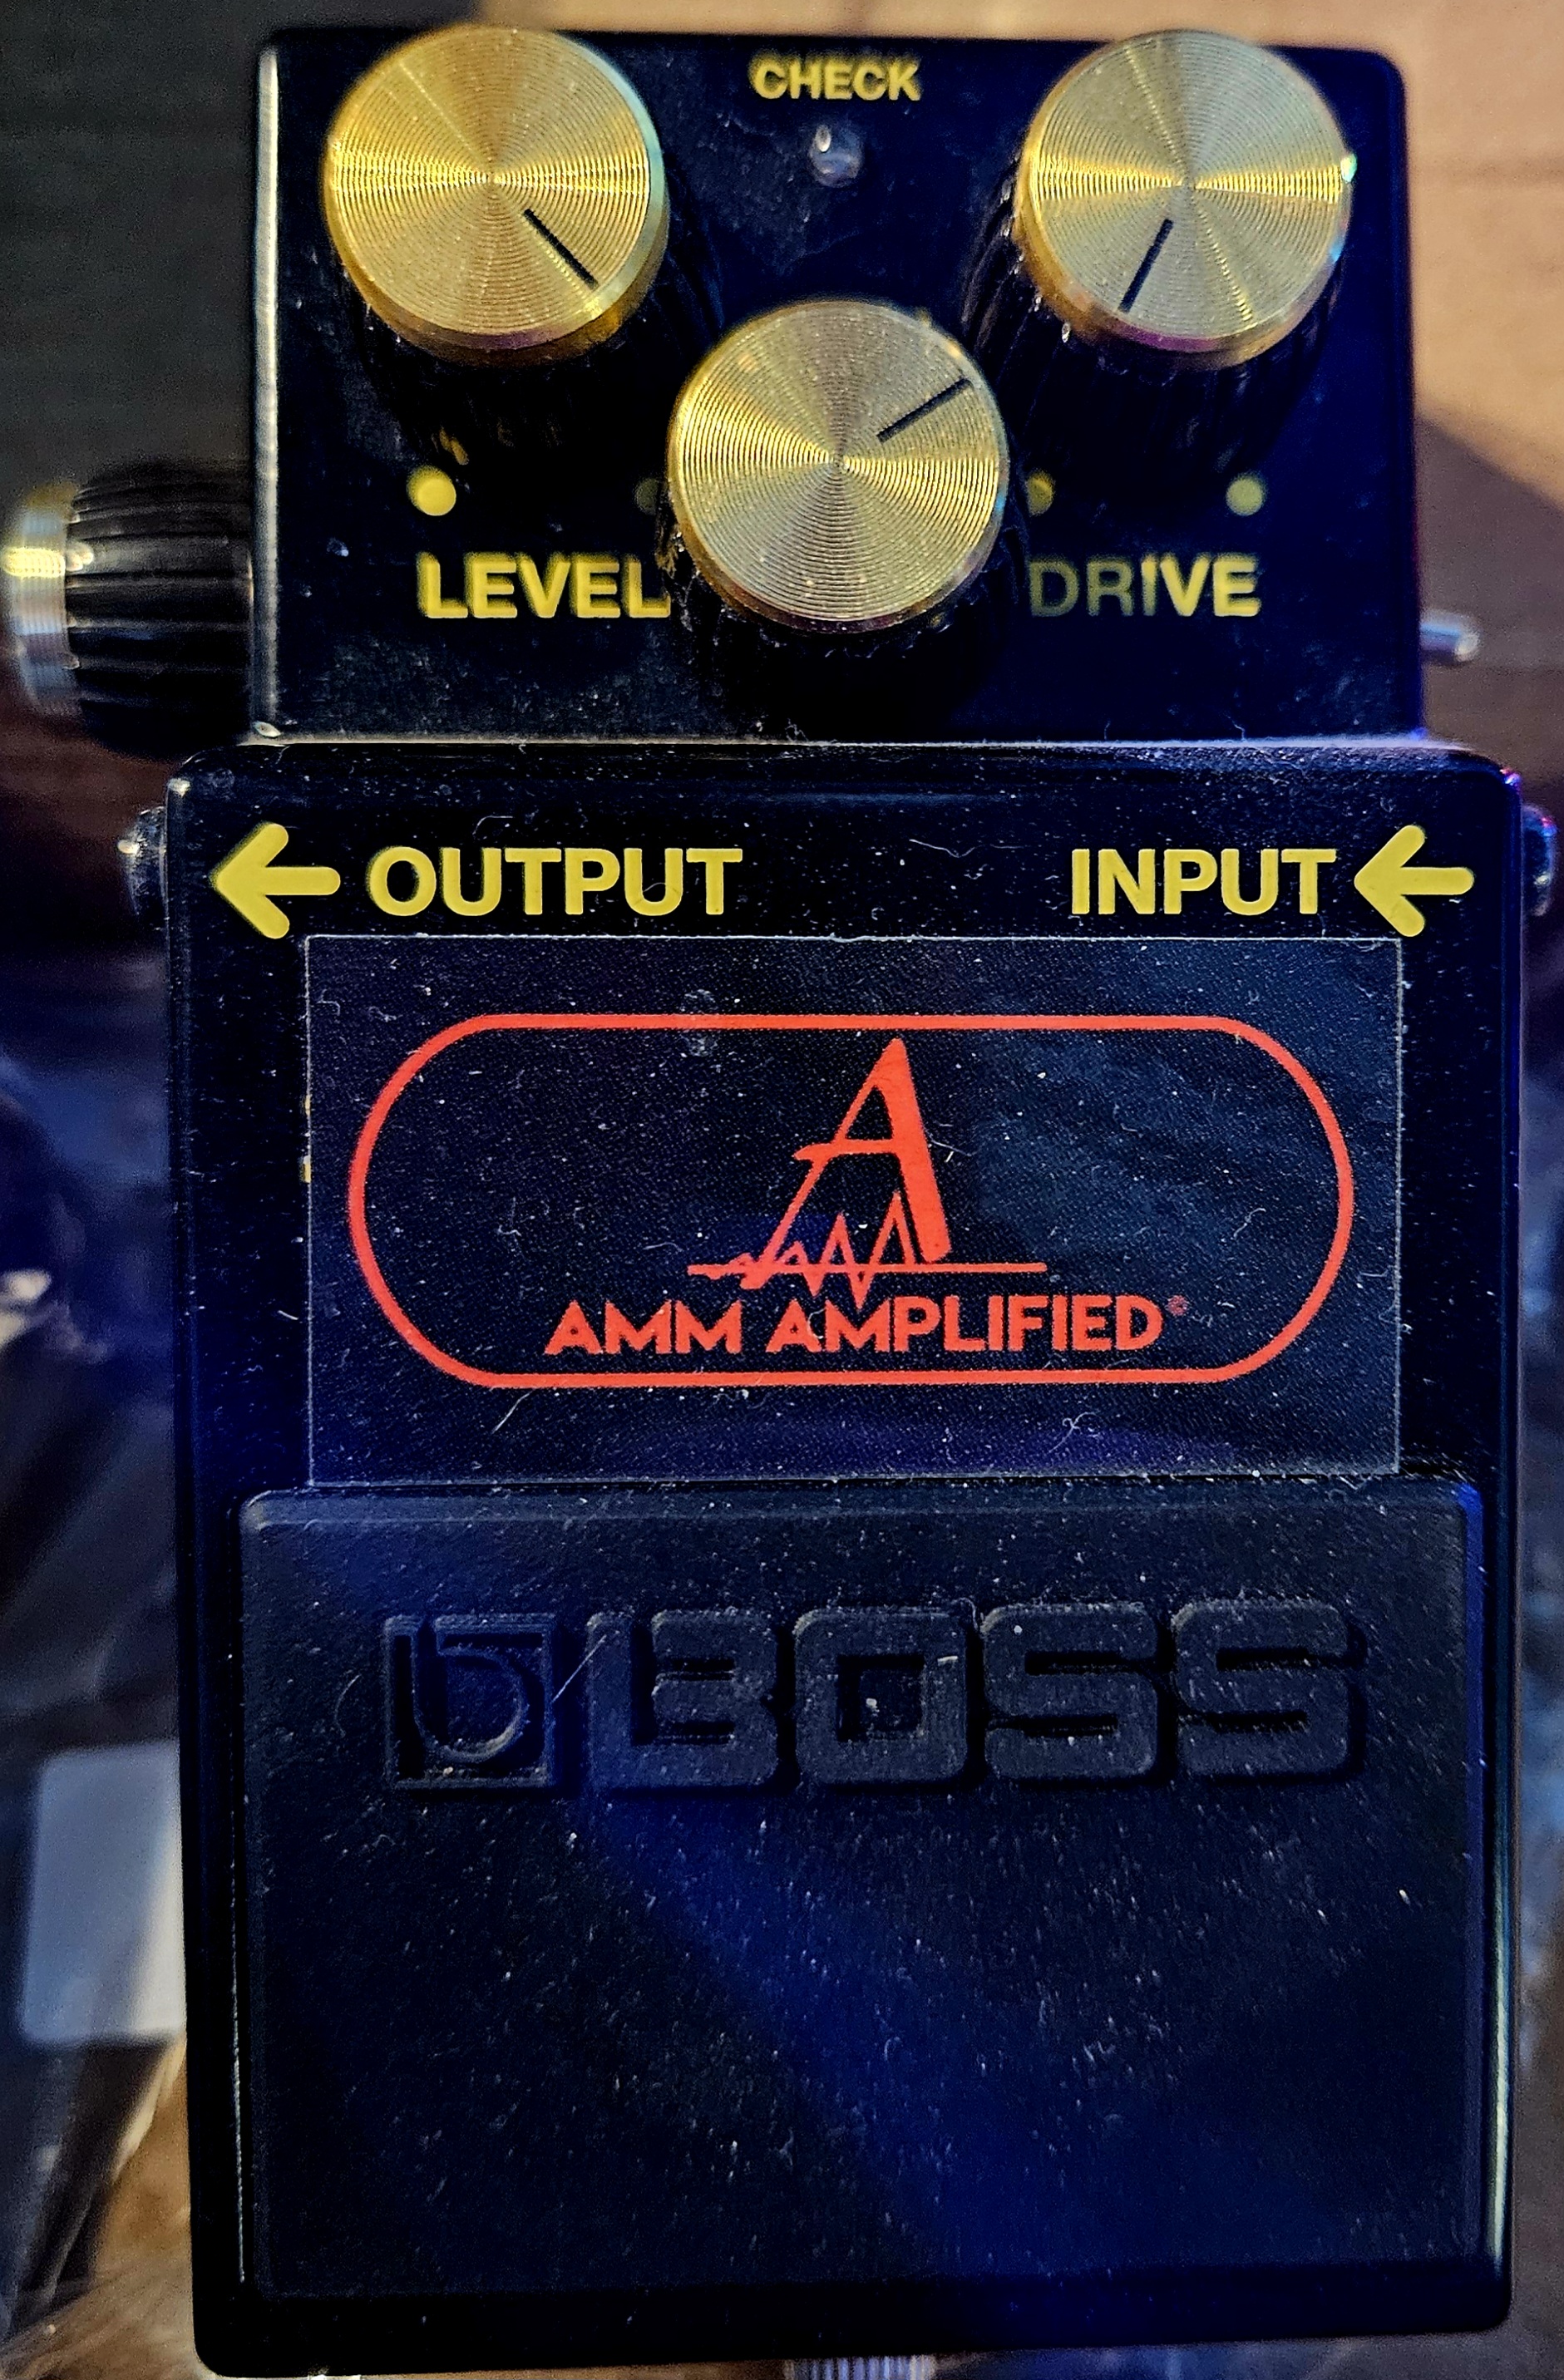 CHECK
LEVEL DRIVE
OUTPUT INPUT
AMM AMPLIFIED®
BOSS